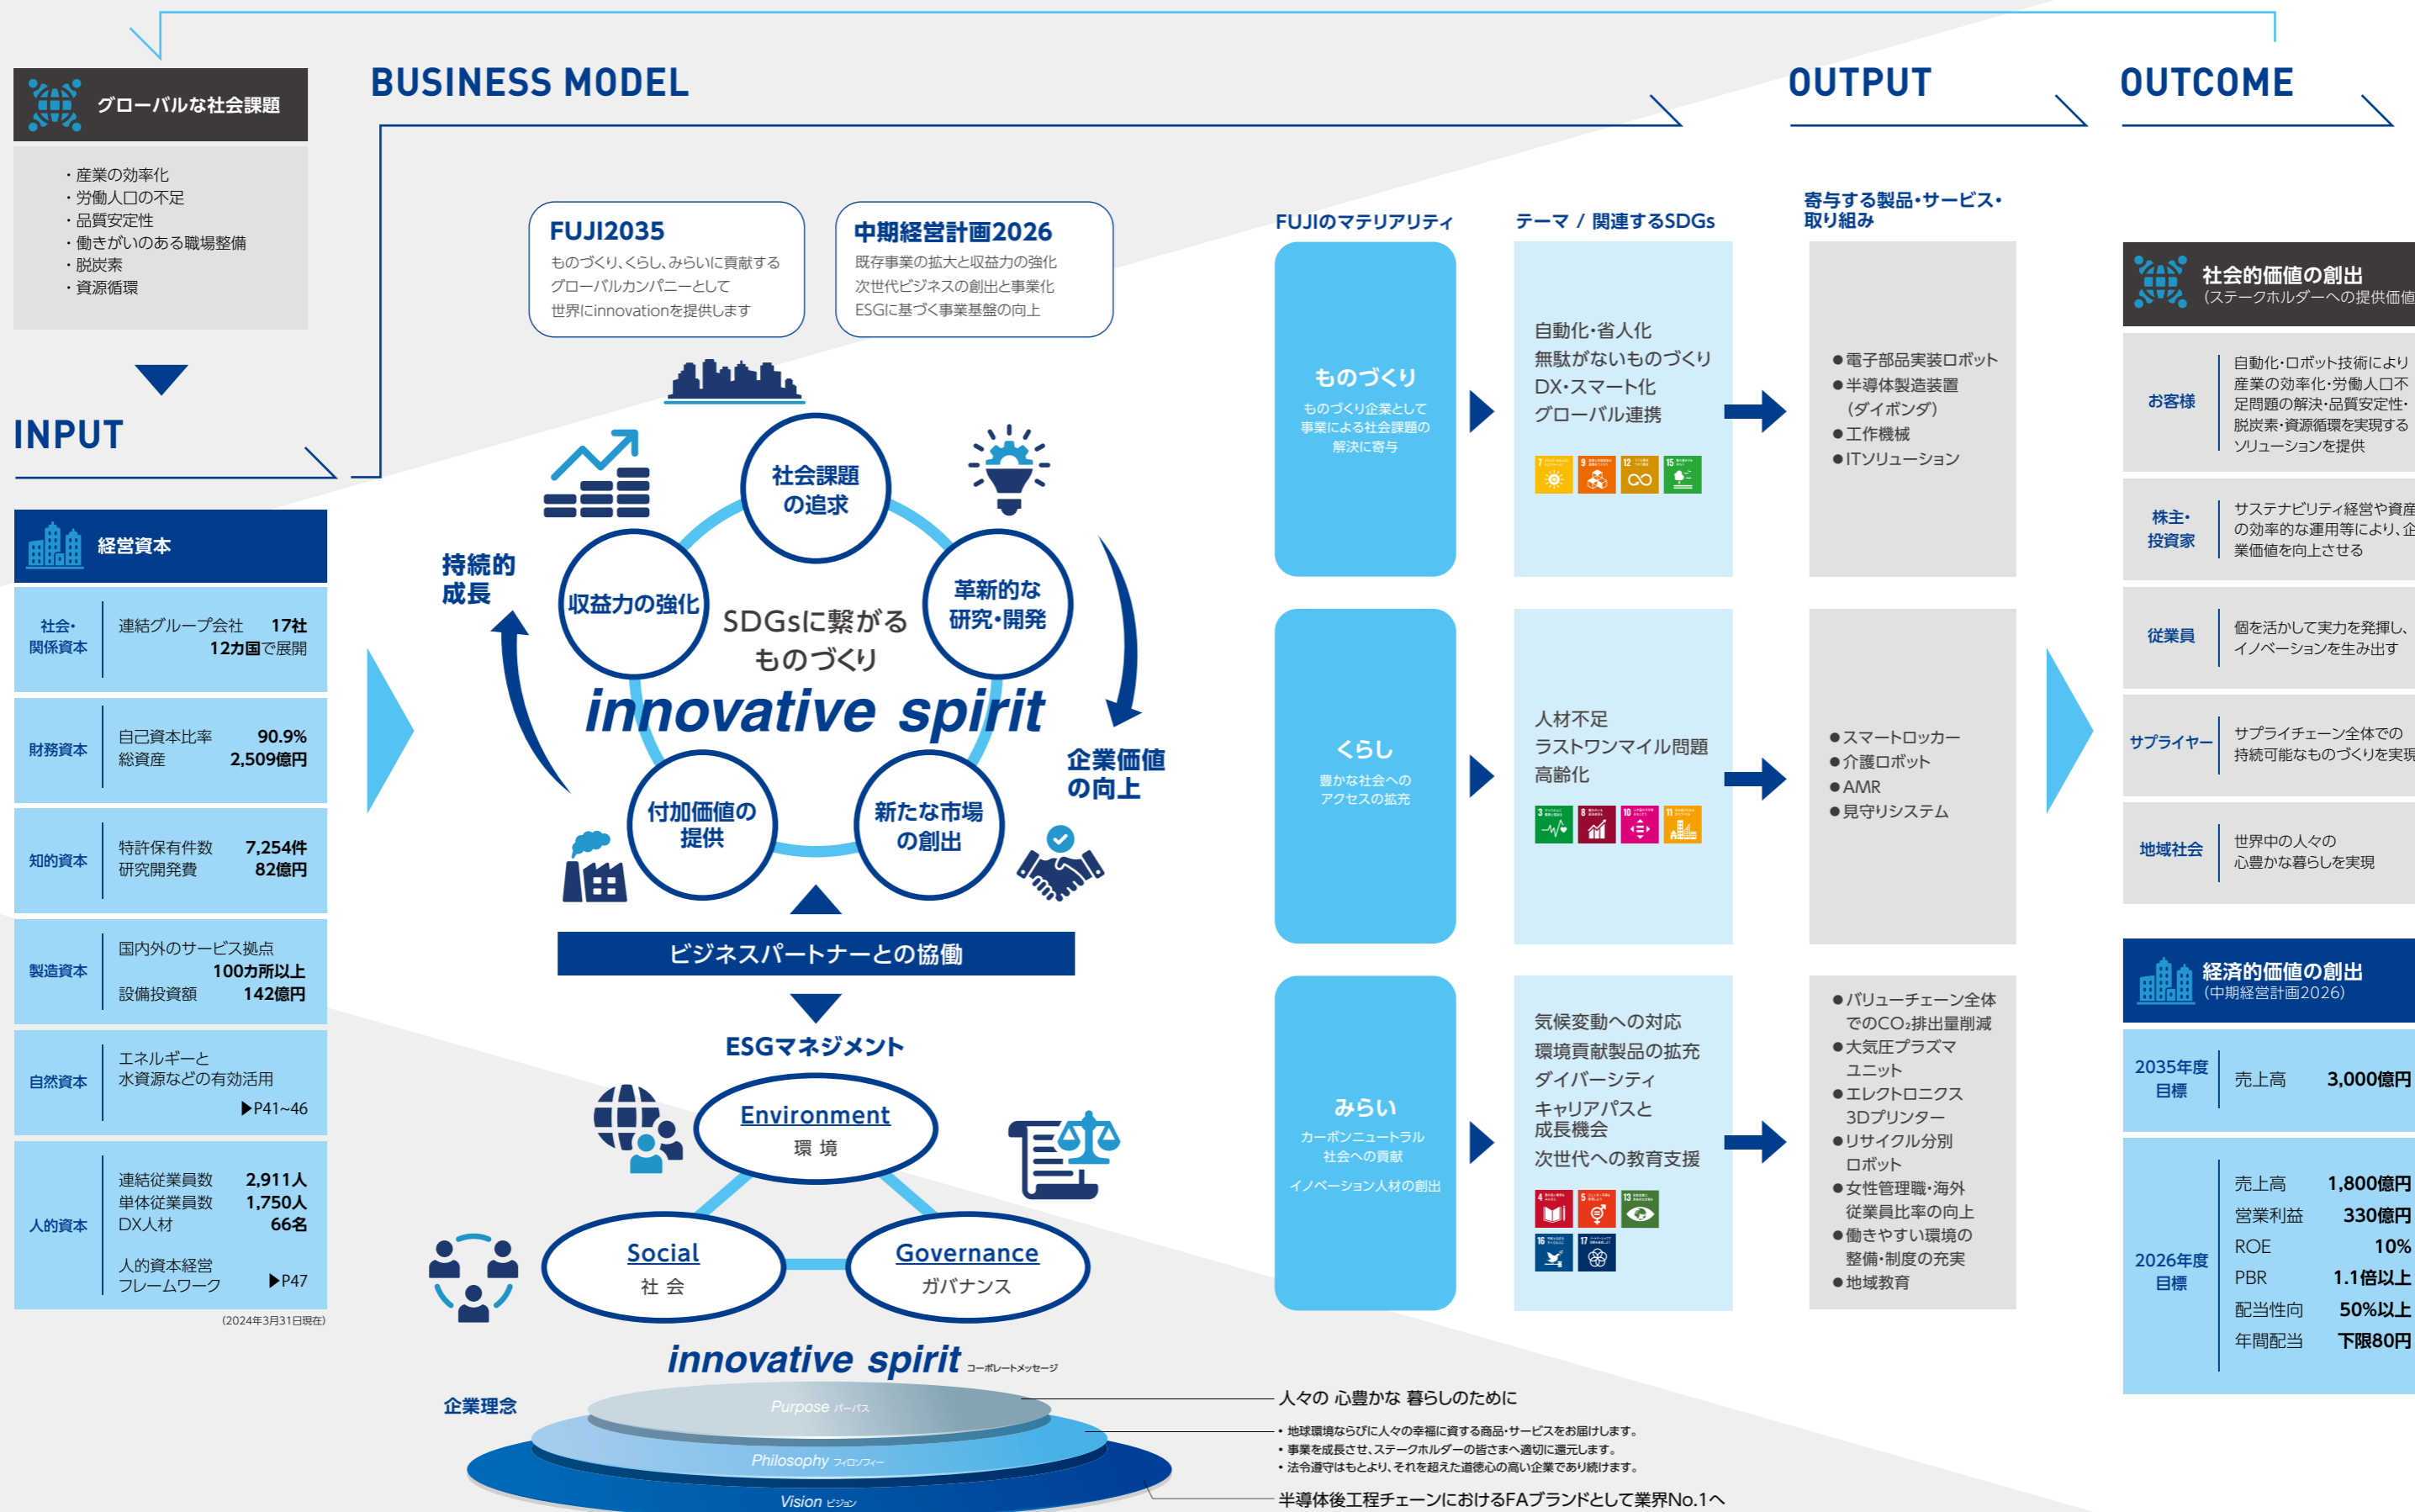 グローバルな社会課題
・産業の効率化
・労働人口の不足
・品質安定性
・働きがいのある職場整備
・脱炭素
・資源循環
INPUT
経営資本
社会・
関係資本
連結グループ会社 17社
12カ国で展開
財務資本
自己資本比率 90.9%
総資産 2,509億円
知的資本
特許保有件数 7,254件
研究開発費 82億円
製造資本
国内外のサービス拠点
100カ所以上
設備投資額 142億円
自然資本
エネルギーと
水資源などの有効活用
▶P41~46
人的資本
連結従業員数 2,911人
単体従業員数 1,750人
DX人材 66名
人的資本経営
フレームワーク ▶P47
(2024年3月31日現在)
BUSINESS MODEL
FUJI2035
ものづくり、くらし、みらいに貢献する
グローバルカンパニーとして
世界にinnovationを提供します
中期経営計画2026
既存事業の拡大と収益力の強化
次世代ビジネスの創出と事業化
ESGに基づく事業基盤の向上
社会課題
の追求
革新的な
研究・開発
新たな市場
の創出
付加価値の
提供
収益力の強化
持続的
成長
企業価値
の向上
SDGsに繋がる
ものづくり
innovative spirit
ビジネスパートナーとの協働
ESGマネジメント
Environment
環 境
Social
社 会
Governance
ガバナンス
innovative spirit コーポレートメッセージ
企業理念
Purpose パーパス
Philosophy フィロソフィー
Vision ビジョン
人々の 心豊かな 暮らしのために
・地球環境ならびに人々の幸福に資する商品・サービスをお届けします。
・事業を成長させ、ステークホルダーの皆さまへ適切に還元します。
・法令遵守はもとより、それを超えた道徳心の高い企業であり続けます。
半導体後工程チェーンにおけるFAブランドとして業界No.1へ
FUJIのマテリアリティ
テーマ / 関連するSDGs
ものづくり
ものづくり企業として
事業による社会課題の
解決に寄与
自動化・省人化
無駄がないものづくり
DX・スマート化
グローバル連携
7
9
12
15
くらし
豊かな社会への
アクセスの拡充
人材不足
ラストワンマイル問題
高齢化
3
8
10
11
みらい
カーボンニュートラル
社会への貢献
イノベーション人材の創出
気候変動への対応
環境貢献製品の拡充
ダイバーシティ
キャリアパスと
成長機会
次世代への教育支援
4
5
13
16
17
OUTPUT
寄与する製品・サービス・
取り組み
●電子部品実装ロボット
●半導体製造装置
(ダイボンダ)
●工作機械
●ITソリューション
●スマートロッカー
●介護ロボット
●AMR
●見守りシステム
●バリューチェーン全体
でのCO₂排出量削減
●大気圧プラズマ
ユニット
●エレクトロニクス
3Dプリンター
●リサイクル分別
ロボット
●女性管理職・海外
従業員比率の向上
●働きやすい環境の
整備・制度の充実
●地域教育
OUTCOME
社会的価値の創出
(ステークホルダーへの提供価値
お客様
自動化・ロボット技術により
産業の効率化・労働人口不
足問題の解決・品質安定性・
脱炭素・資源循環を実現する
ソリューションを提供
株主・
投資家
サステナビリティ経営や資産
の効率的な運用等により、企
業価値を向上させる
従業員
個を活かして実力を発揮し、
イノベーションを生み出す
サプライヤー
サプライチェーン全体での
持続可能なものづくりを実現
地域社会
世界中の人々の
心豊かな暮らしを実現
経済的価値の創出
(中期経営計画2026)
2035年度
目標
売上高 3,000億円
2026年度
目標
売上高 1,800億円
営業利益 330億円
ROE 10%
PBR 1.1倍以上
配当性向 50%以上
年間配当 下限80円